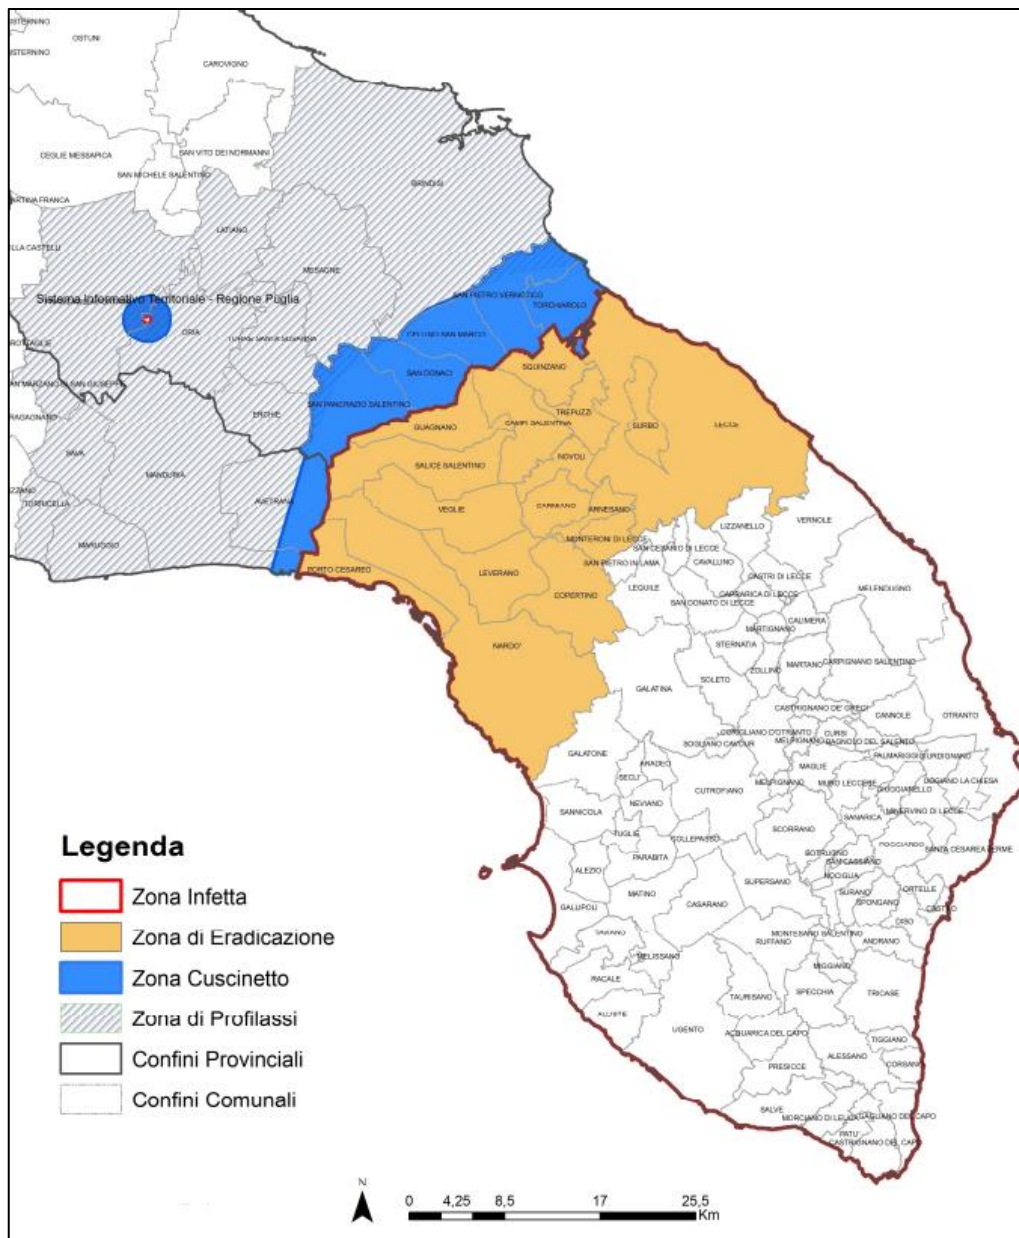 OSTUNI
CAROVIGNO
CEGLIE MESSAPICA
SAN VITO DEI NORMANNI
SAN MICHELE SALENTINO
BRINDISI
LATIANO
MESAGNE
Sistema Informativo Territoriale - Regione Puglia
SAN PIETRO VERNOTICO
TORCHIAROLO
ORIA
TORRE SANTA SUSANNA
CELLINO SAN MARCO
SQUINZANO
SAN DONACI
SAN PANCRAZIO SALENTINO
ERCHIE
TREPUZZI
GUAGNANO
CAMPI SALENTINA
SURBO
LECCE
SAVA
NOVOLI
SALICE SALENTINO
MANDURIA
AVETRANA
TORRICELLA
VEGLIE
CARMIANO
ARNESANO
MARUGGIO
MONTERONI DI LECCE
LIZZANELLO
VERNOLE
SAN CESARIO DI LECCE
SAN PIETRO IN LAMA
CAVALLINO
PORTO CESAREO
LEVERANO
LEQUILE
CASTRI DI LECCE
MELENDUGNO
COPERTINO
CAPRARICA DI LECCE
SAN DONATO DI LECCE
CALIMERA
MARTIGNANO
NARDO'
STERNATIA
ZOLLINO
MARTANO
CARPIGNANO SALENTINO
SOLETO
GALATINA
CASTRIGNANO DE' GRECI
CANNOLE
OTRANTO
CORIGLIANO D'OTRANTO
CURSI
SOGLIANO CAVOUR
MELPIGNANO
BAGNOLO DEL SALENTO
GALATONE
PALMARIGGI
ARADEO
MAGLIE
SECLI'
MELPIGNANO
MURO LECCESE
GIUGGIANELLO
CUTROFIANO
NEVIANO
SANNICOLA
MINERVINO DI LECCE
SANARICA
TUGLIE
SCORRANO
COLLEPASSO
POGGIARDO
SANTA CESAREA TERME
BOTRUGNO
PARABITA
SAN CASSIANO
ALEZIO
NOCIGLIA
SUPERSANO
MATINO
SURANO
ORTELLE
SPONGANO
CASARANO
GALLIPOLI
DISO
CASTRO
TAVIANO
MONTESANO SALENTINO
RUFFANO
ANDRANO
MELISSANO
MIGGIANO
RACALE
SPECCHIA
TRICASE
TAURISANO
ALLISTE
UGENTO
ACQUARICA DEL CAPO
TIGGIANO
ALESSANO
PRESICCE
CORSANO
SALVE
MORCIANO DI LEUCA
GAGLIANO DEL CAPO
PATU'
CASTRIGNANO DEL CAPO
Legenda
Zona Infetta
Zona di Eradicazione
Zona Cuscinetto
Zona di Profilassi
Confini Provinciali
Confini Comunali
N
0 4,25 8,5 17 25,5
Km